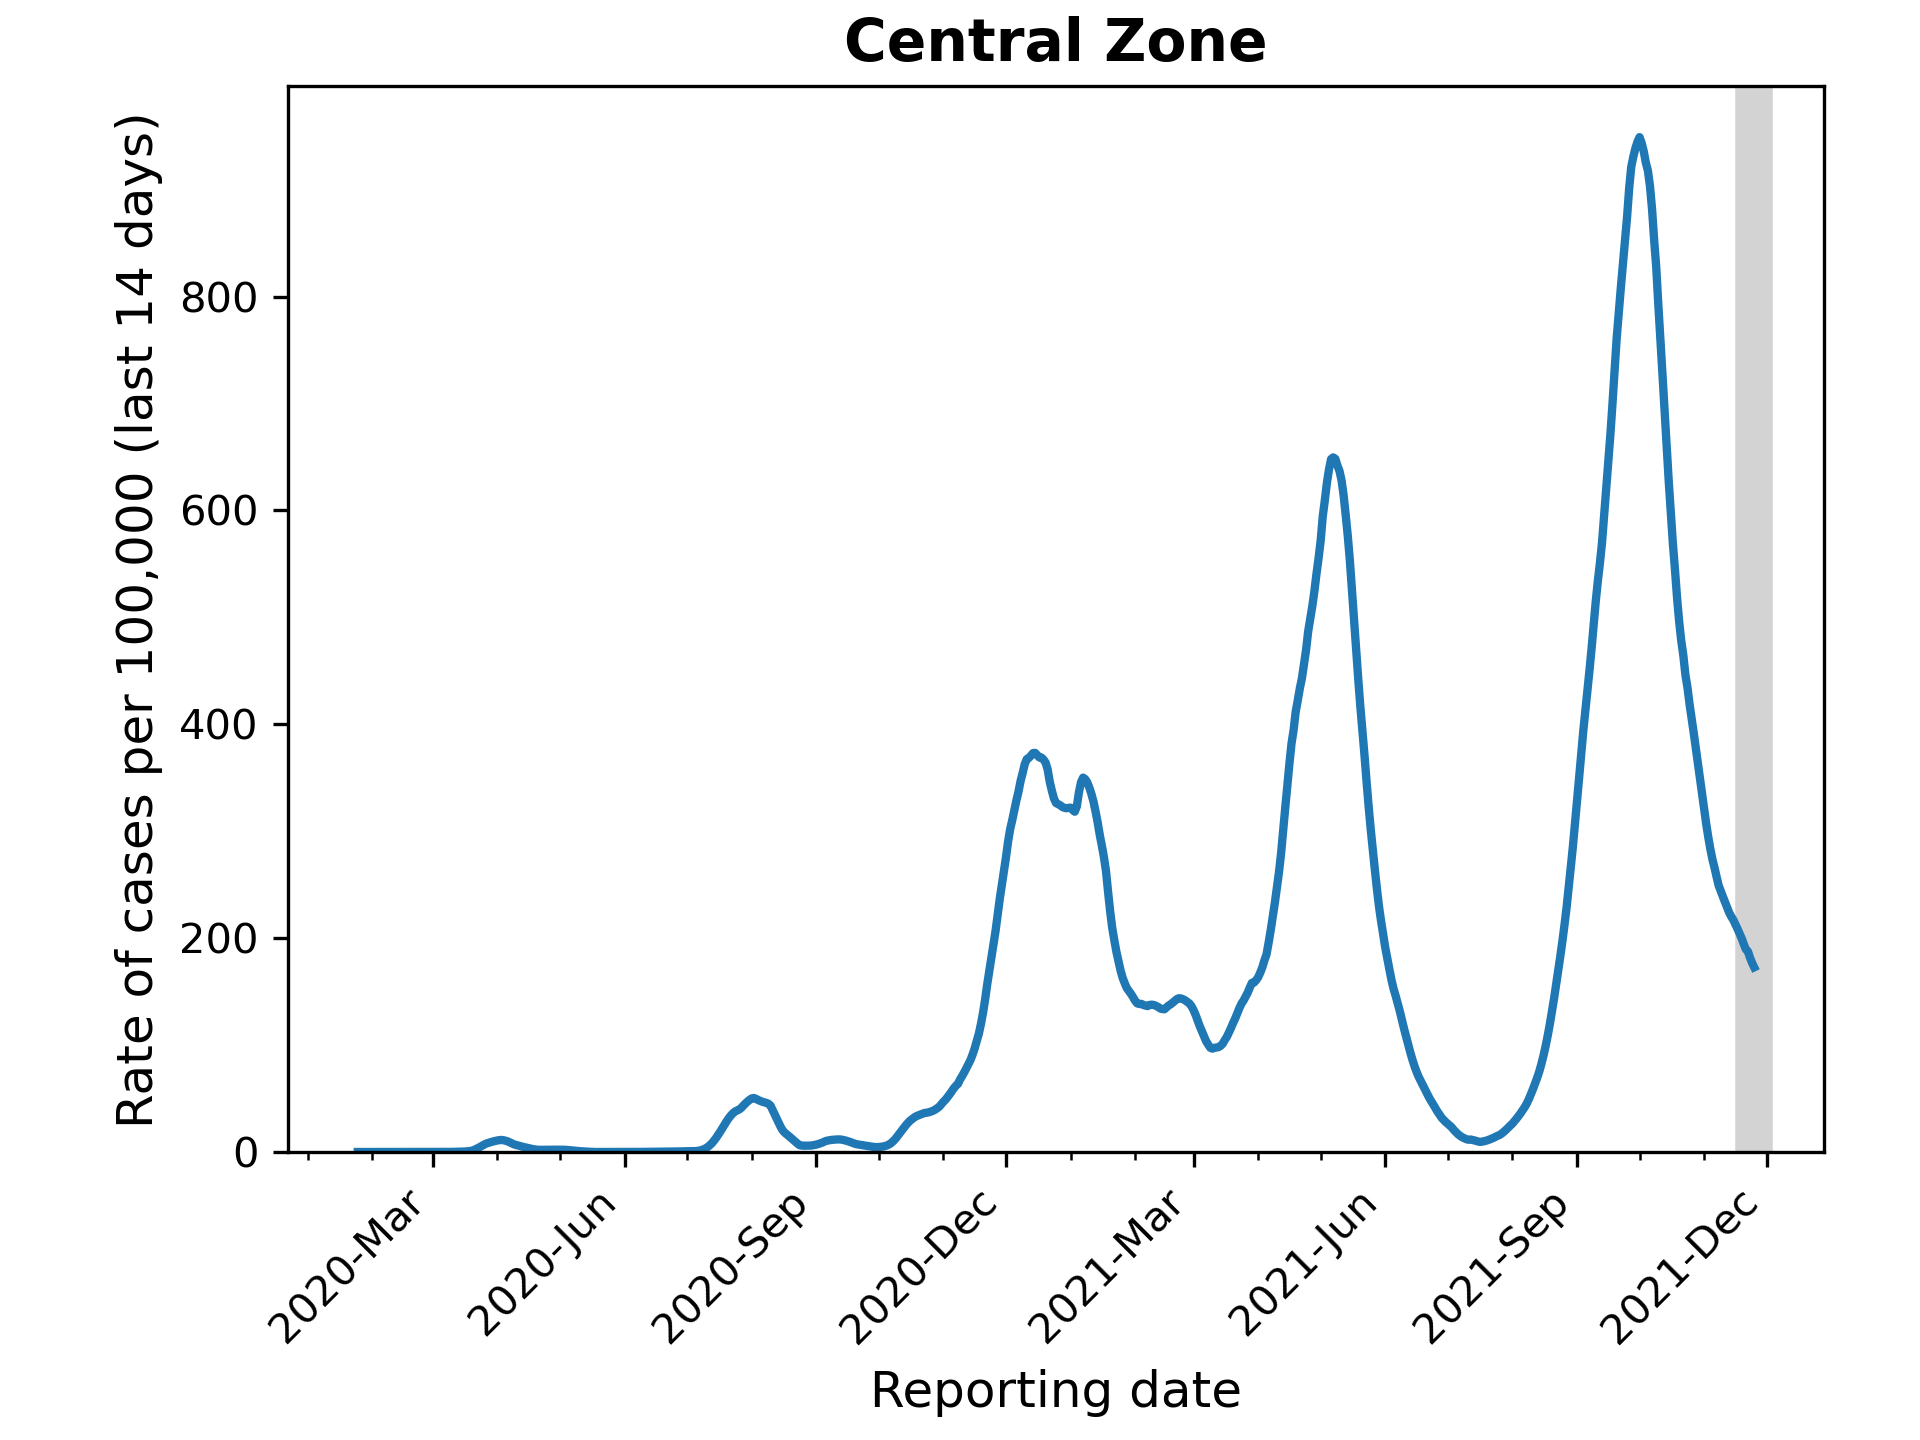 Central Zone
Rate of cases per 100,000 (last 14 days)
800
600
400
200
0
2020-Mar
2020-Jun
2020-Sep
2020-Dec
2021-Mar
2021-Jun
2021-Sep
2021-Dec
Reporting date